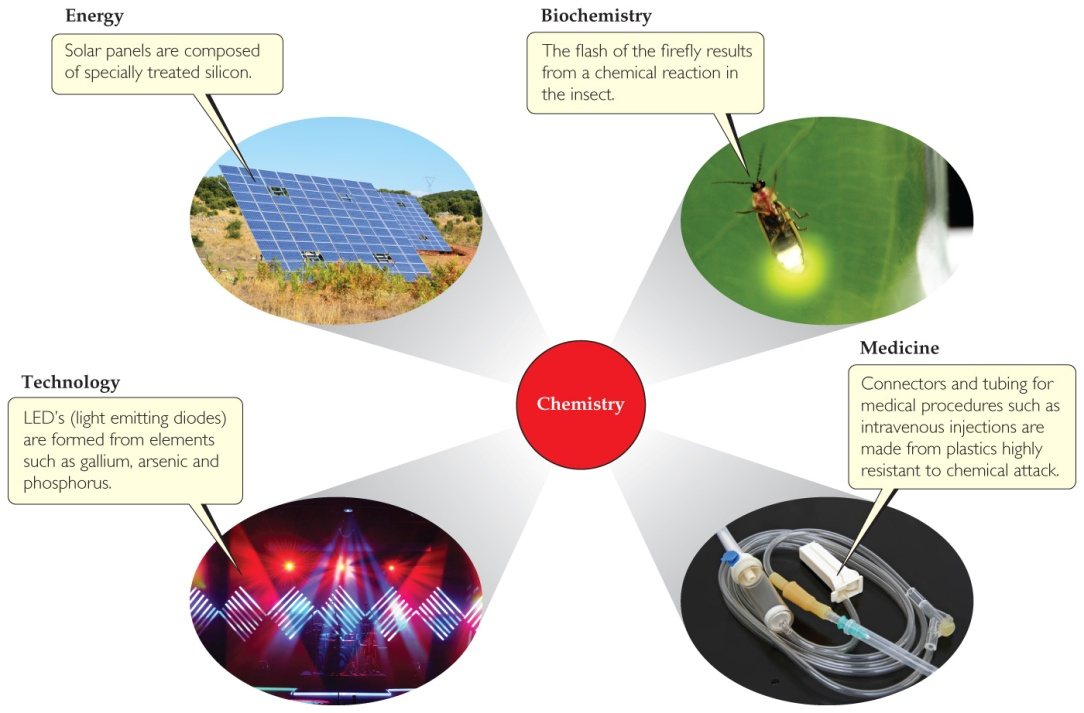 Energy
Solar panels are composed
of specially treated silicon.
Biochemistry
The flash of the firefly results
from a chemical reaction in
the insect.
Technology
LED's (light emitting diodes)
are formed from elements
such as gallium, arsenic and
phosphorus.
Chemistry
Medicine
Connectors and tubing for
medical procedures such as
intravenous injections are
made from plastics highly
resistant to chemical attack.